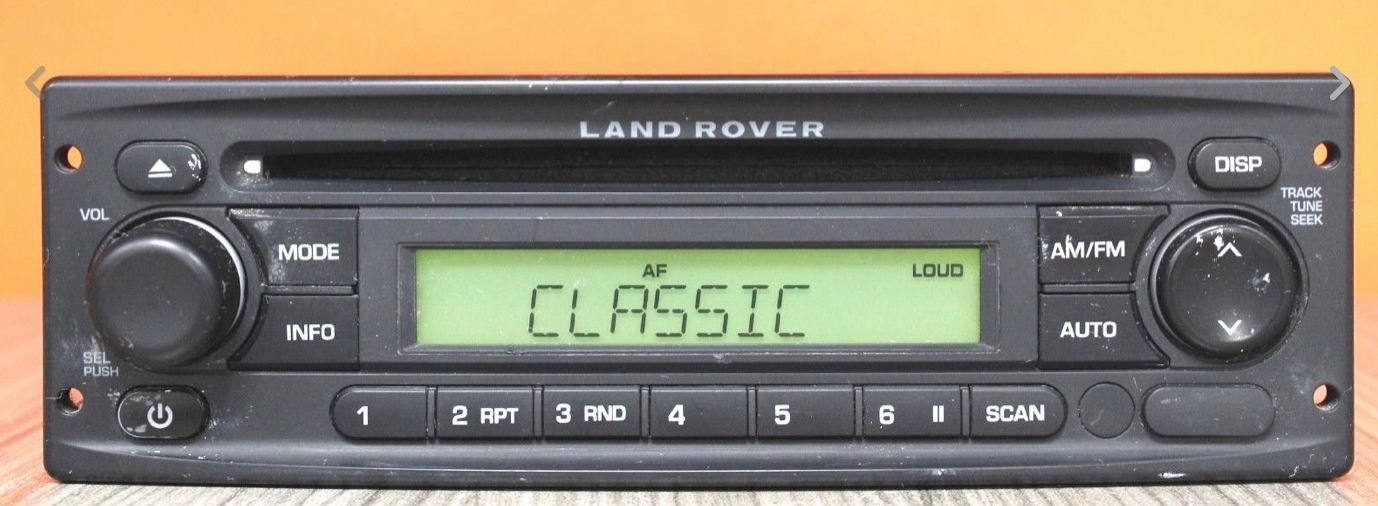 LAND ROVER
DISP
VOL
TRACK
TUNE
SEEK
MODE
AF
LOUD
AM/FM
CLASSIC
INFO
AUTO
SEL
PUSH
1
2 RPT
3 RND
4
5
6
SCAN